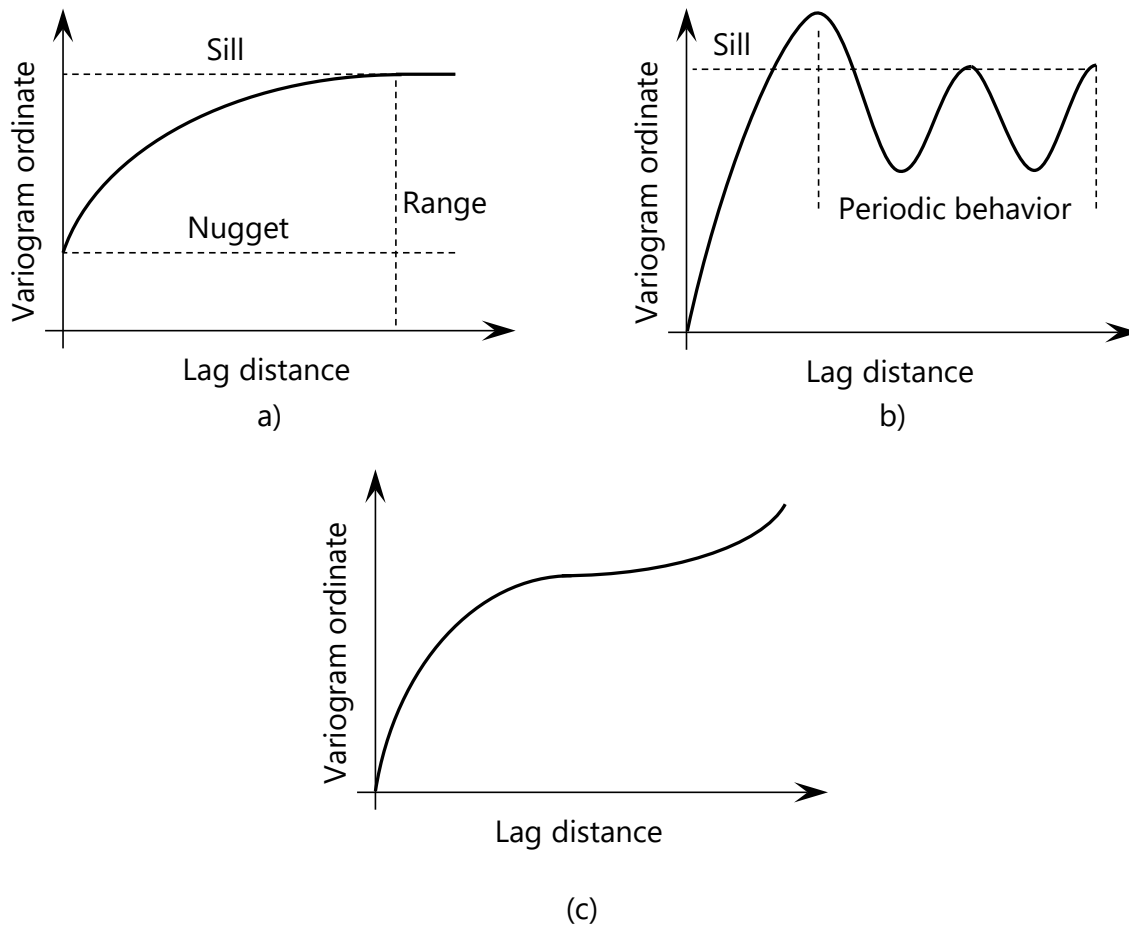 Variogram ordinate
Sill
Nugget
Range
Lag distance
a)
Variogram ordinate
Sill
Periodic behavior
Lag distance
b)
Variogram ordinate
Lag distance
(c)